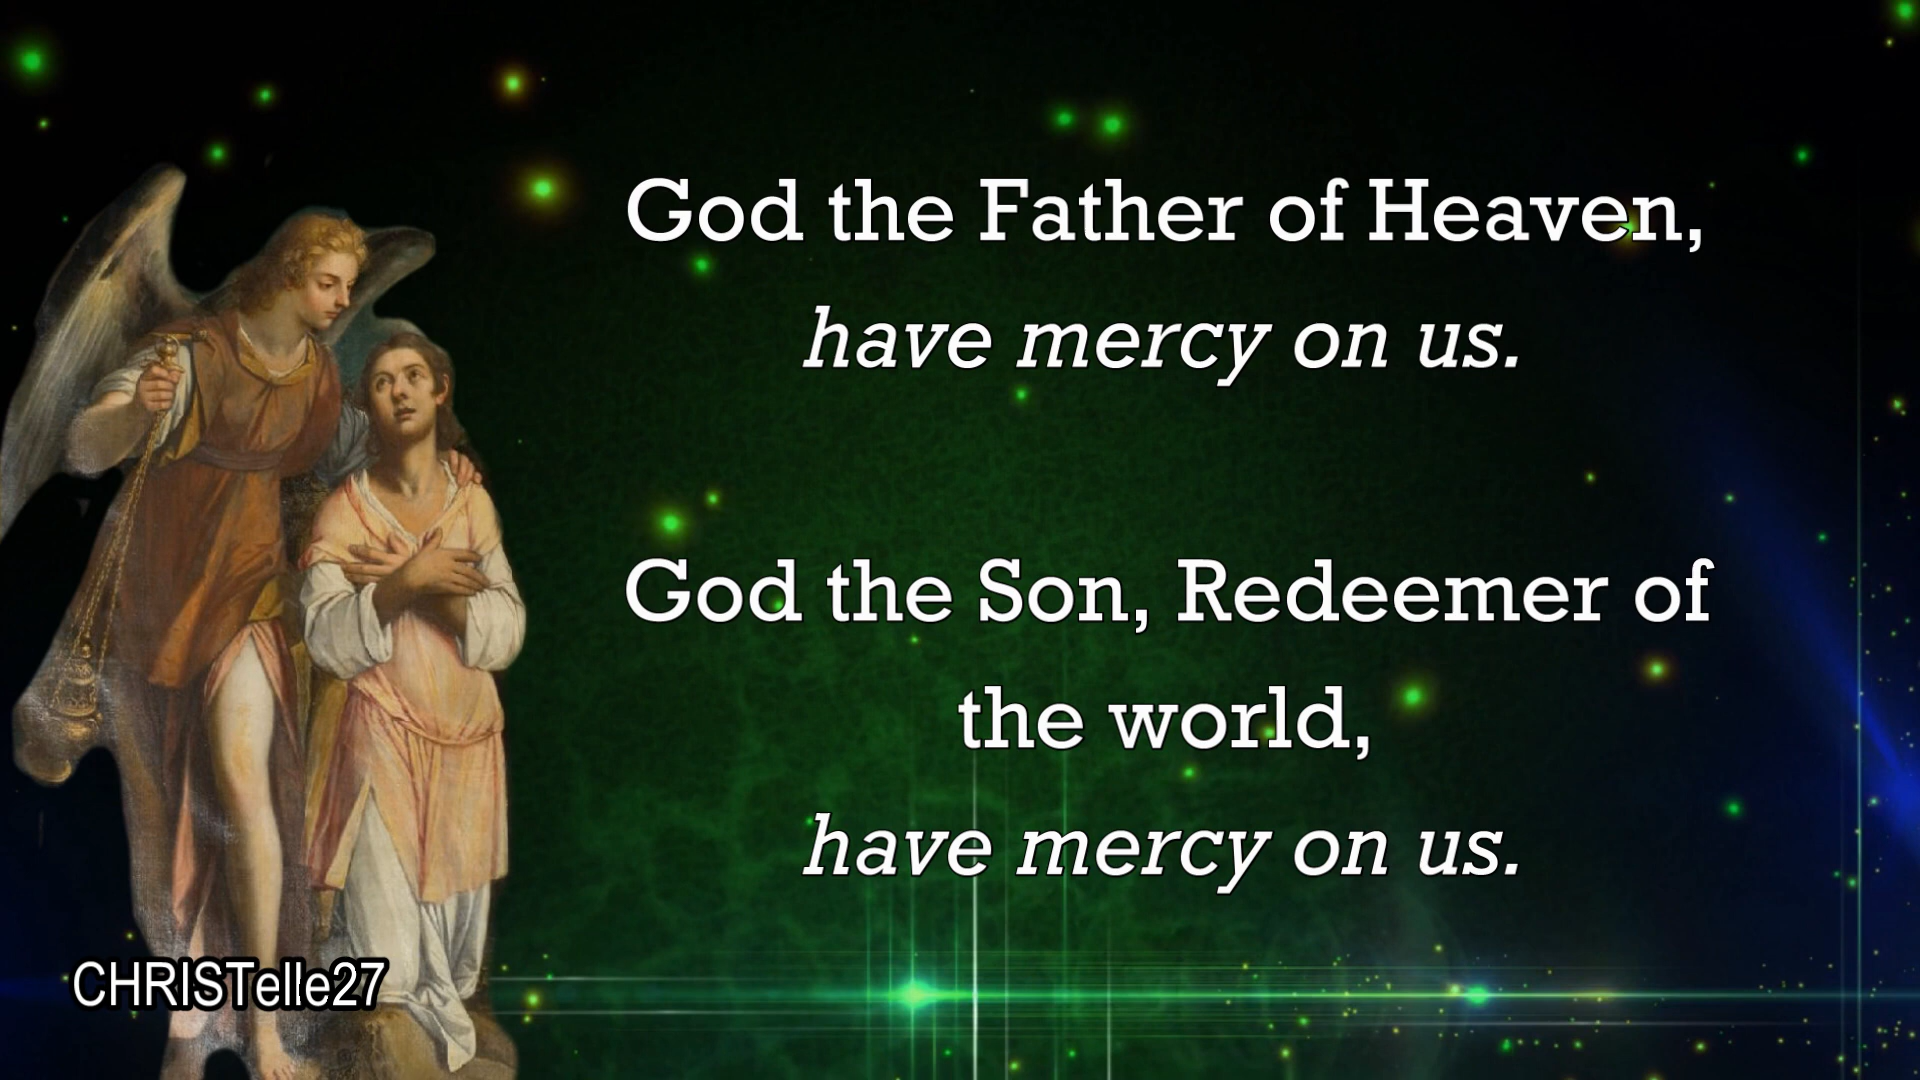 God the Father of Heaven,
have mercy on us.
God the Son, Redeemer of
the world,
have mercy on us.
CHRISTelle27